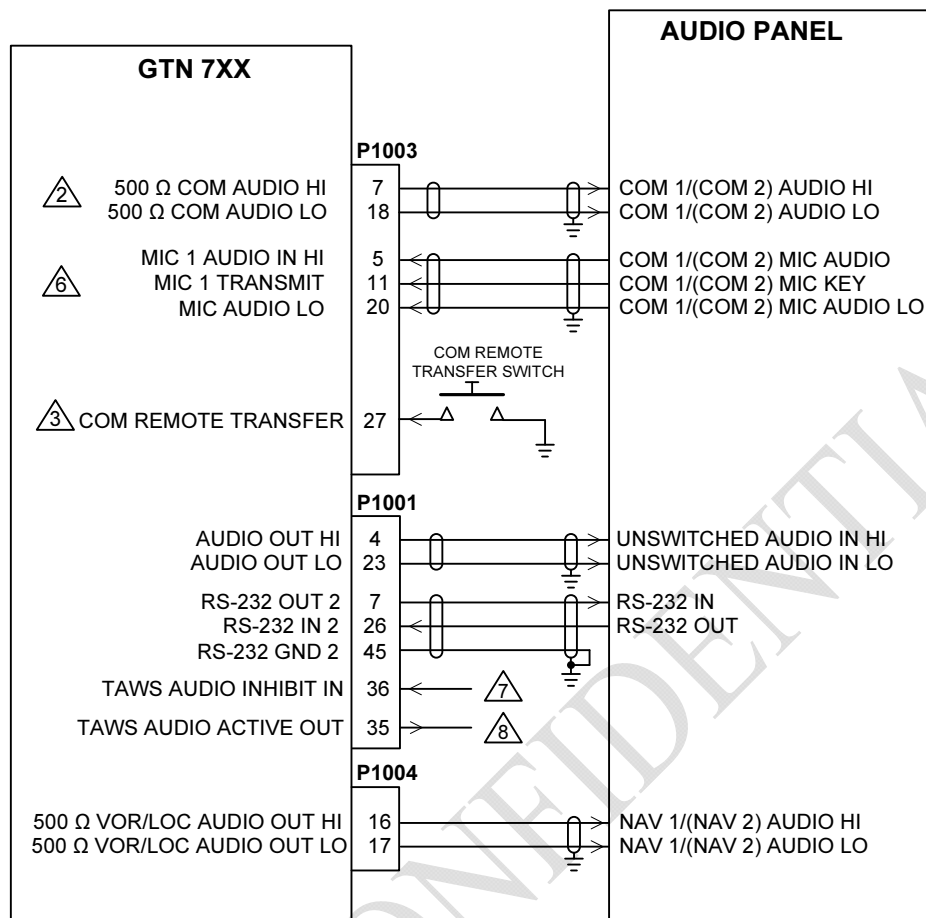 AUDIO PANEL
GTN 7XX
P1003
2 500 Ω COM AUDIO HI 7 COM 1/(COM 2) AUDIO HI
500 Ω COM AUDIO LO 18 COM 1/(COM 2) AUDIO LO
MIC 1 AUDIO IN HI 5 COM 1/(COM 2) MIC AUDIO
6 MIC 1 TRANSMIT 11 COM 1/(COM 2) MIC KEY
MIC AUDIO LO 20 COM 1/(COM 2) MIC AUDIO LO
COM REMOTE
TRANSFER SWITCH
3 COM REMOTE TRANSFER 27
P1001
AUDIO OUT HI 4 UNSWITCHED AUDIO IN HI
AUDIO OUT LO 23 UNSWITCHED AUDIO IN LO
RS-232 OUT 2 7 RS-232 IN
RS-232 IN 2 26 RS-232 OUT
RS-232 GND 2 45
TAWS AUDIO INHIBIT IN 36 7
TAWS AUDIO ACTIVE OUT 35 8
P1004
500 Ω VOR/LOC AUDIO OUT HI 16 NAV 1/(NAV 2) AUDIO HI
500 Ω VOR/LOC AUDIO OUT LO 17 NAV 1/(NAV 2) AUDIO LO
ONFIDENTIA